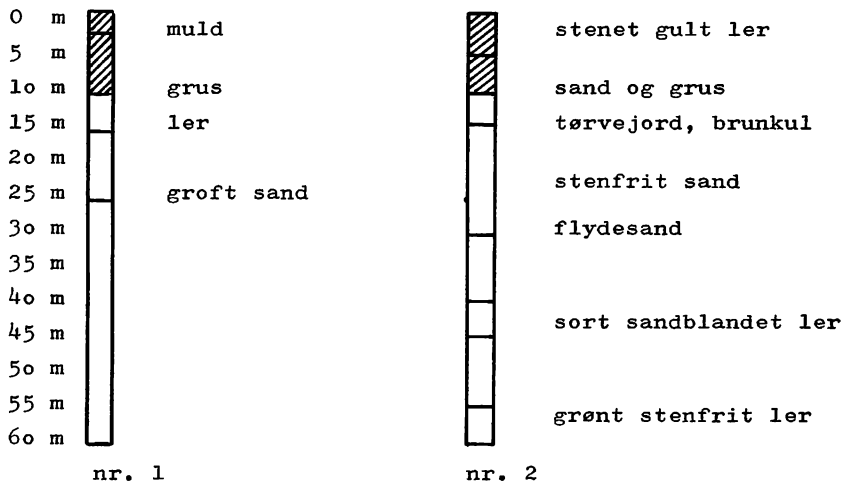 0 m
muld
stenet gult ler
5 m
10 m
grus
sand og grus
15 m
ler
tørvejord, brunkul
20 m
25 m
groft sand
stenfrit sand
30 m
flydesand
35 m
40 m
sort sandblandet ler
45 m
50 m
55 m
grønt stenfrit ler
60 m
nr. 1
nr. 2